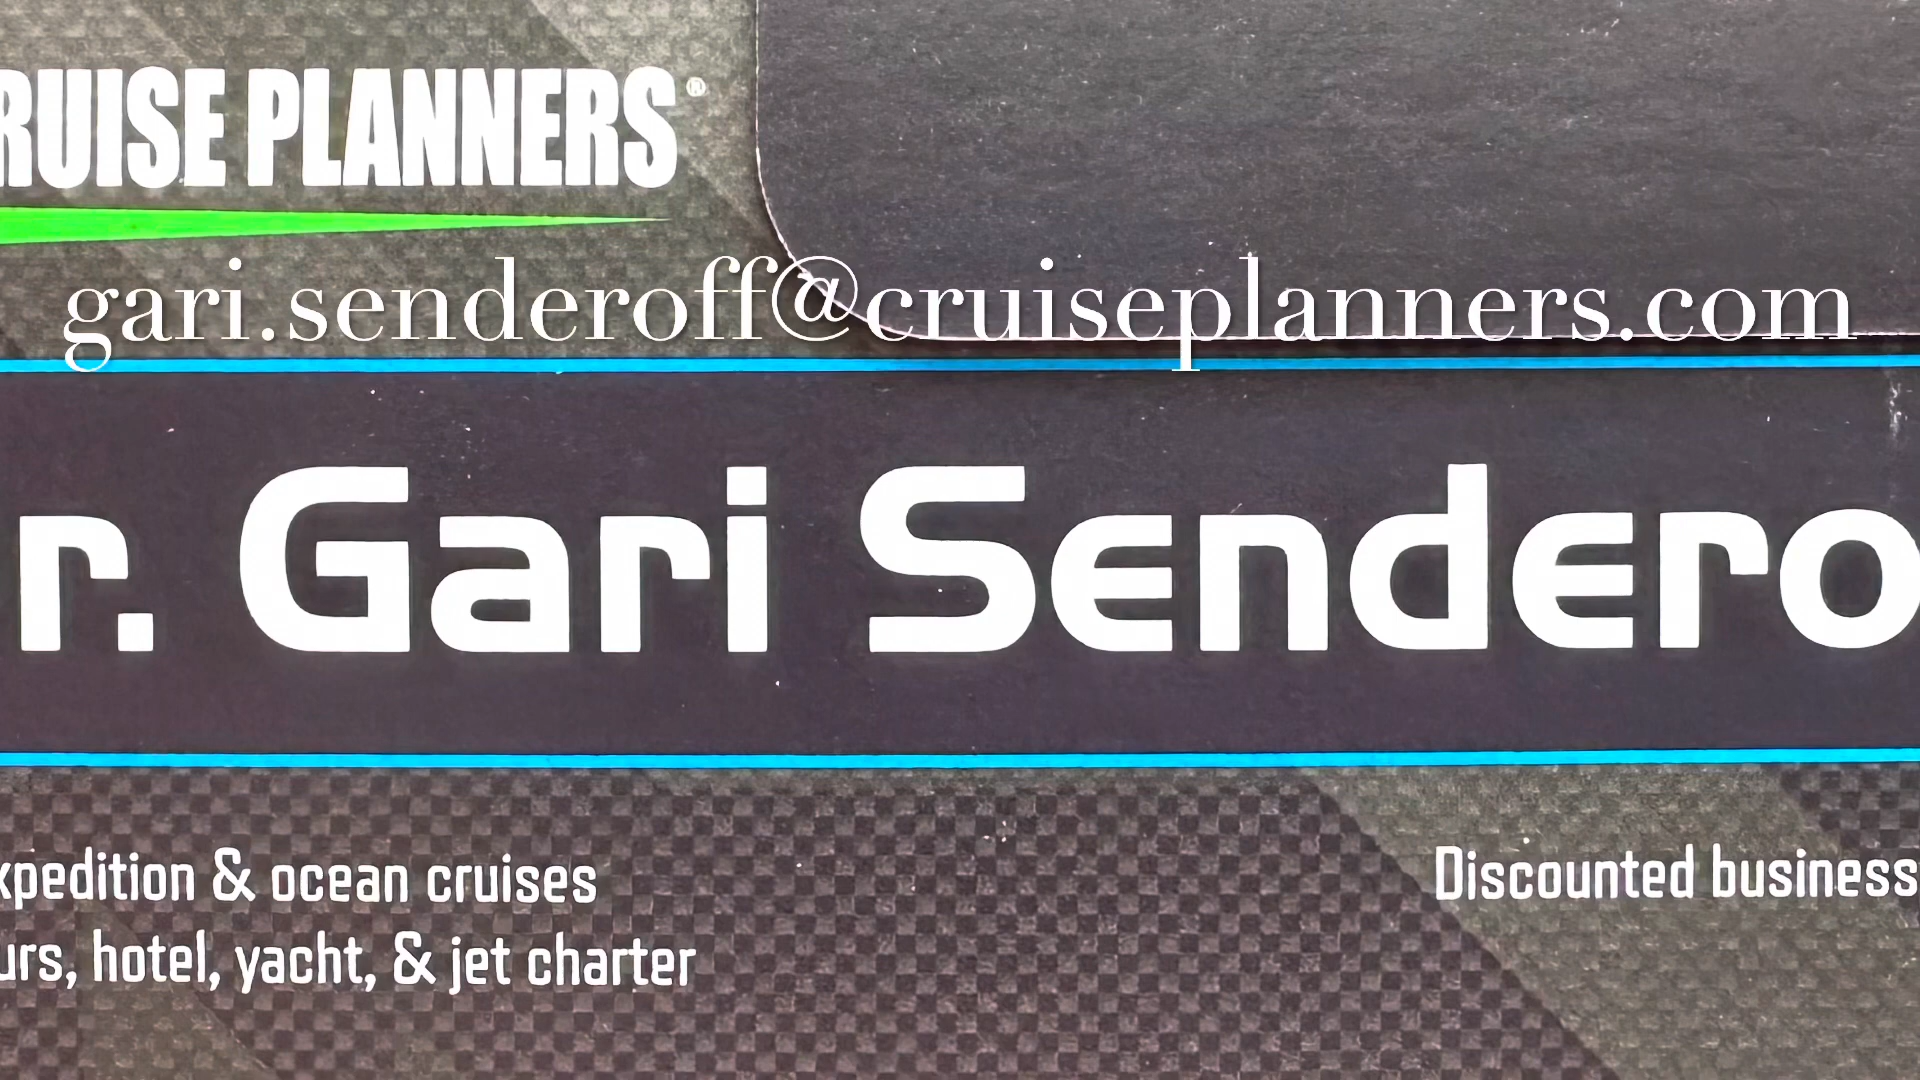 RUISE PLANNERS®
gari.senderoff@cruiseplanners.com
r. Gari Sendero
xpedition & ocean cruises
urs, hotel, yacht, & jet charter
Discounted business